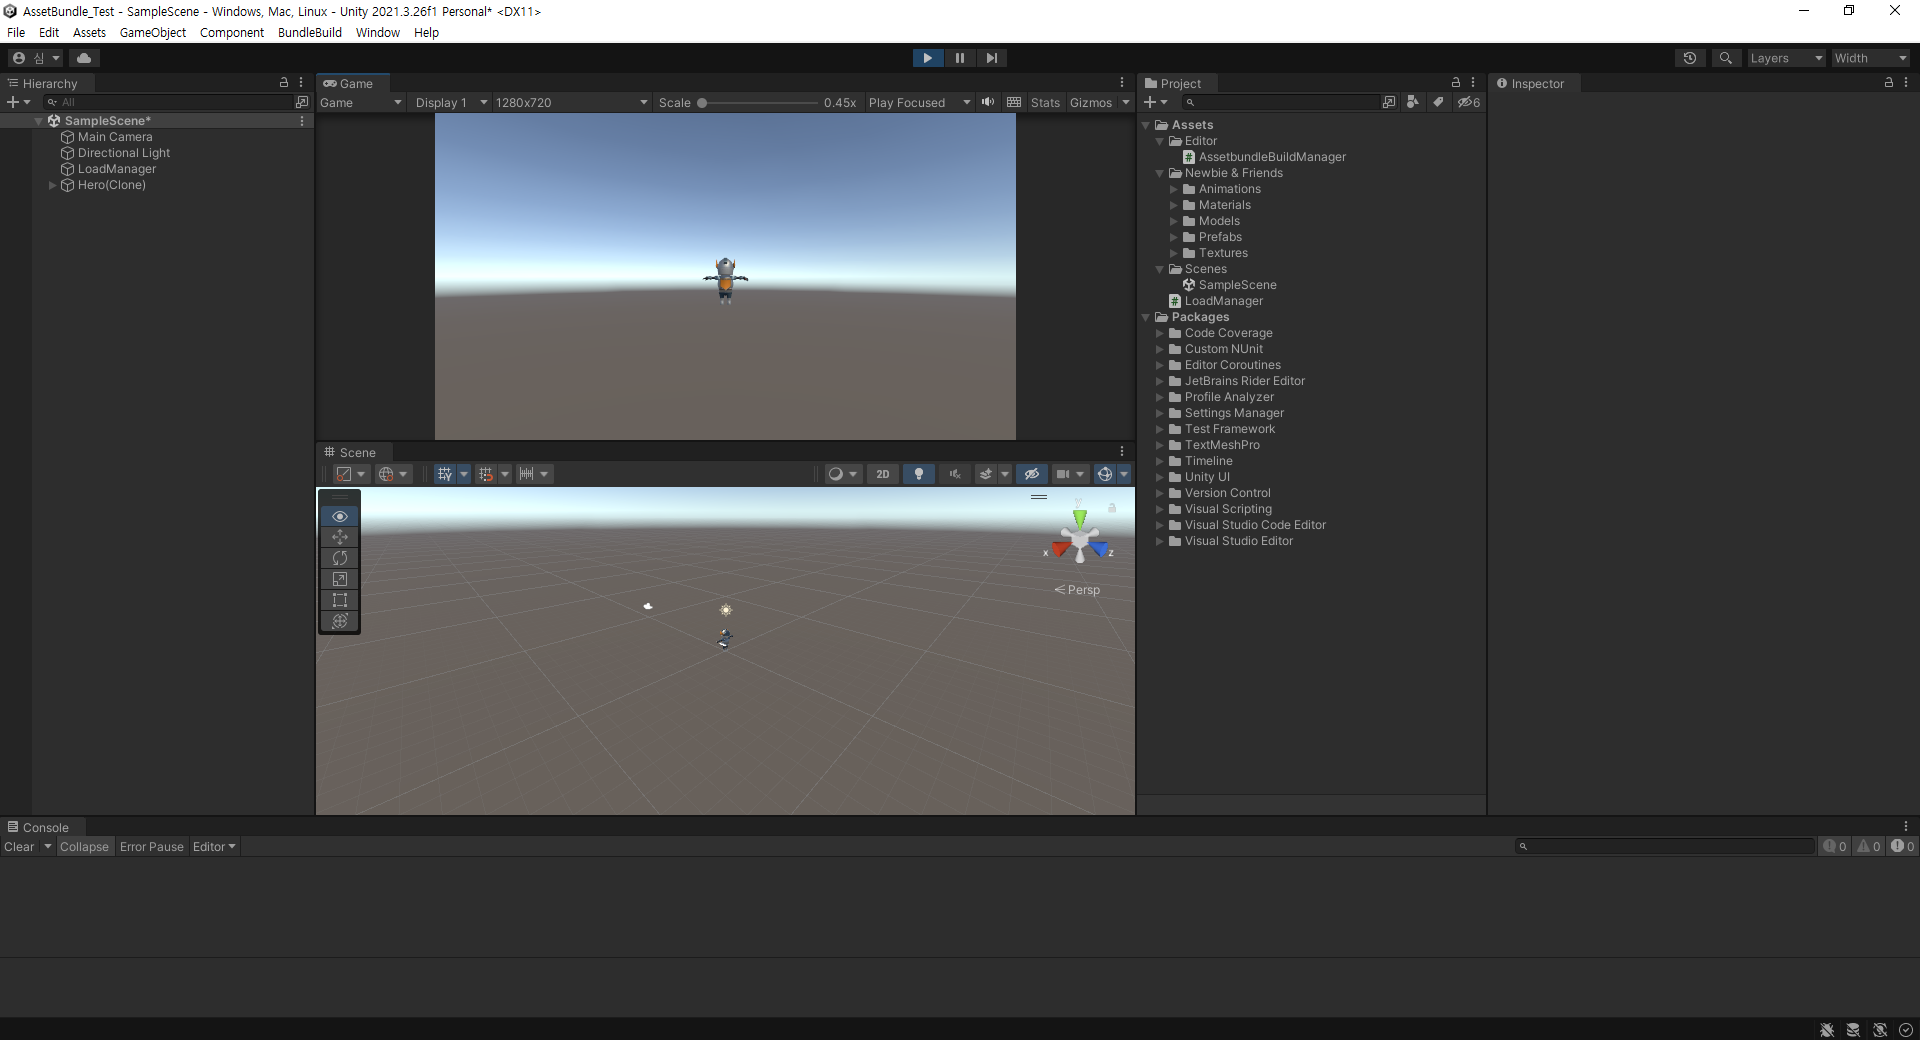 AssetBundle_Test - SampleScene - Windows, Mac, Linux - Unity 2021.3.26f1 Personal* <DX11>
File Edit Assets GameObject Component BundleBuild Window Help
심 Layers Width
Hierarchy
All
SampleScene*
Main Camera
Directional Light
LoadManager
Hero(Clone)
Game
Game Display 1 1280x720 Scale 0.45x Play Focused Stats Gizmos
Scene
2D
y
x z
Persp
Project
6
Assets
Editor
AssetbundleBuildManager
Newbie & Friends
Animations
Materials
Models
Prefabs
Textures
Scenes
SampleScene
LoadManager
Packages
Code Coverage
Custom NUnit
Editor Coroutines
JetBrains Rider Editor
Profile Analyzer
Settings Manager
Test Framework
TextMeshPro
Timeline
Unity UI
Version Control
Visual Scripting
Visual Studio Code Editor
Visual Studio Editor
Inspector
Console
Clear Collapse Error Pause Editor 0 0 0